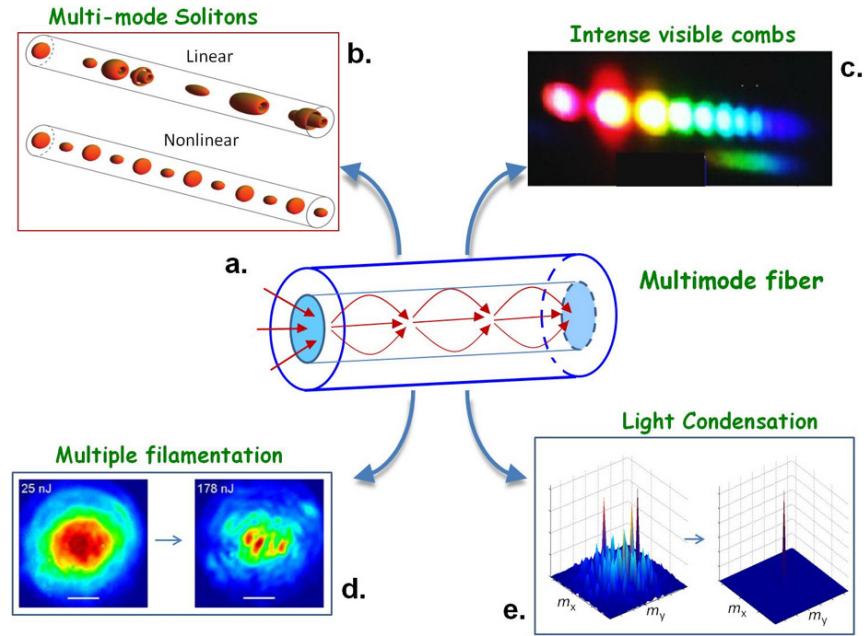 Multi-mode Solitons
b.
Linear
Nonlinear
Intense visible combs
c.
a.
Multimode fiber
Multiple filamentation
25 nJ
178 nJ
d.
Light Condensation
mx
my
mx
my
e.